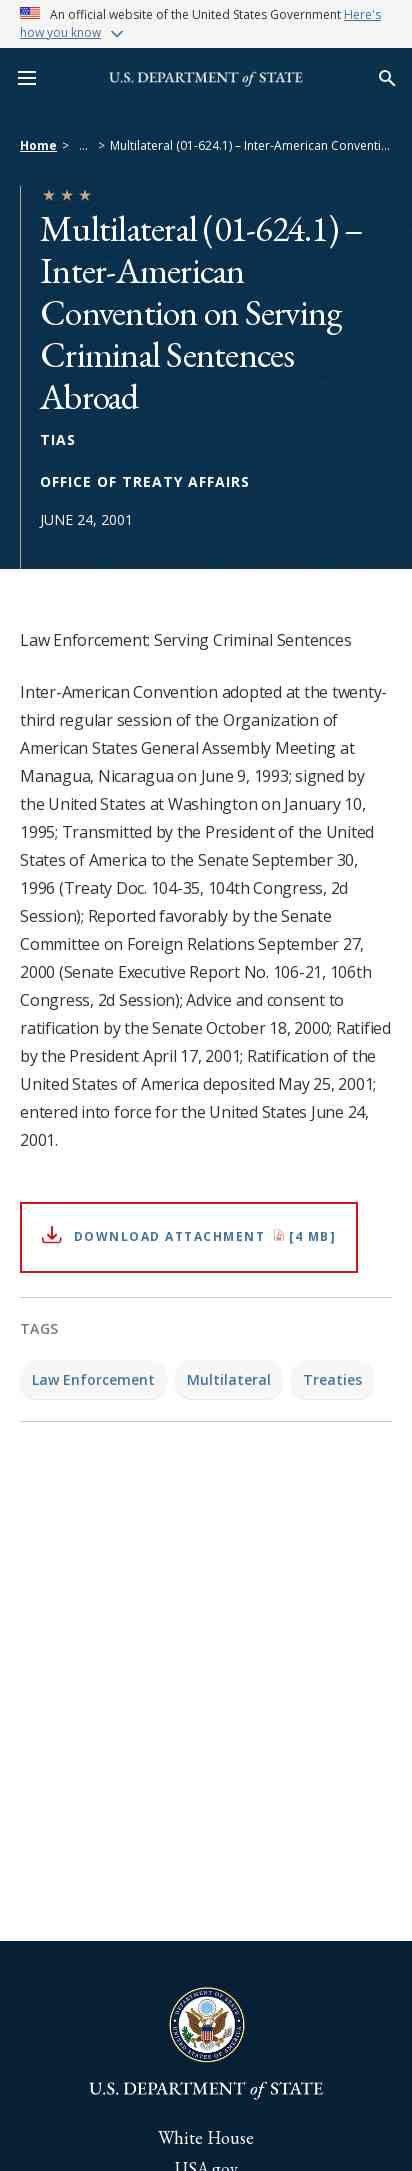 An official website of the United States Government Here's
how you know
U.S. DEPARTMENT of STATE
Home > ... > Multilateral (01-624.1) – Inter-American Conventi...
Multilateral (01-624.1) –
Inter-American
Convention on Serving
Criminal Sentences
Abroad
TIAS
OFFICE OF TREATY AFFAIRS
JUNE 24, 2001
Law Enforcement: Serving Criminal Sentences
Inter-American Convention adopted at the twenty-
third regular session of the Organization of
American States General Assembly Meeting at
Managua, Nicaragua on June 9, 1993; signed by
the United States at Washington on January 10,
1995; Transmitted by the President of the United
States of America to the Senate September 30,
1996 (Treaty Doc. 104-35, 104th Congress, 2d
Session); Reported favorably by the Senate
Committee on Foreign Relations September 27,
2000 (Senate Executive Report No. 106-21, 106th
Congress, 2d Session); Advice and consent to
ratification by the Senate October 18, 2000; Ratified
by the President April 17, 2001; Ratification of the
United States of America deposited May 25, 2001;
entered into force for the United States June 24,
2001.
DOWNLOAD ATTACHMENT [4 MB]
TAGS
Law Enforcement Multilateral Treaties
DEPARTMENT OF STATE
UNITED STATES OF AMERICA
U.S. DEPARTMENT of STATE
White House
USA.gov